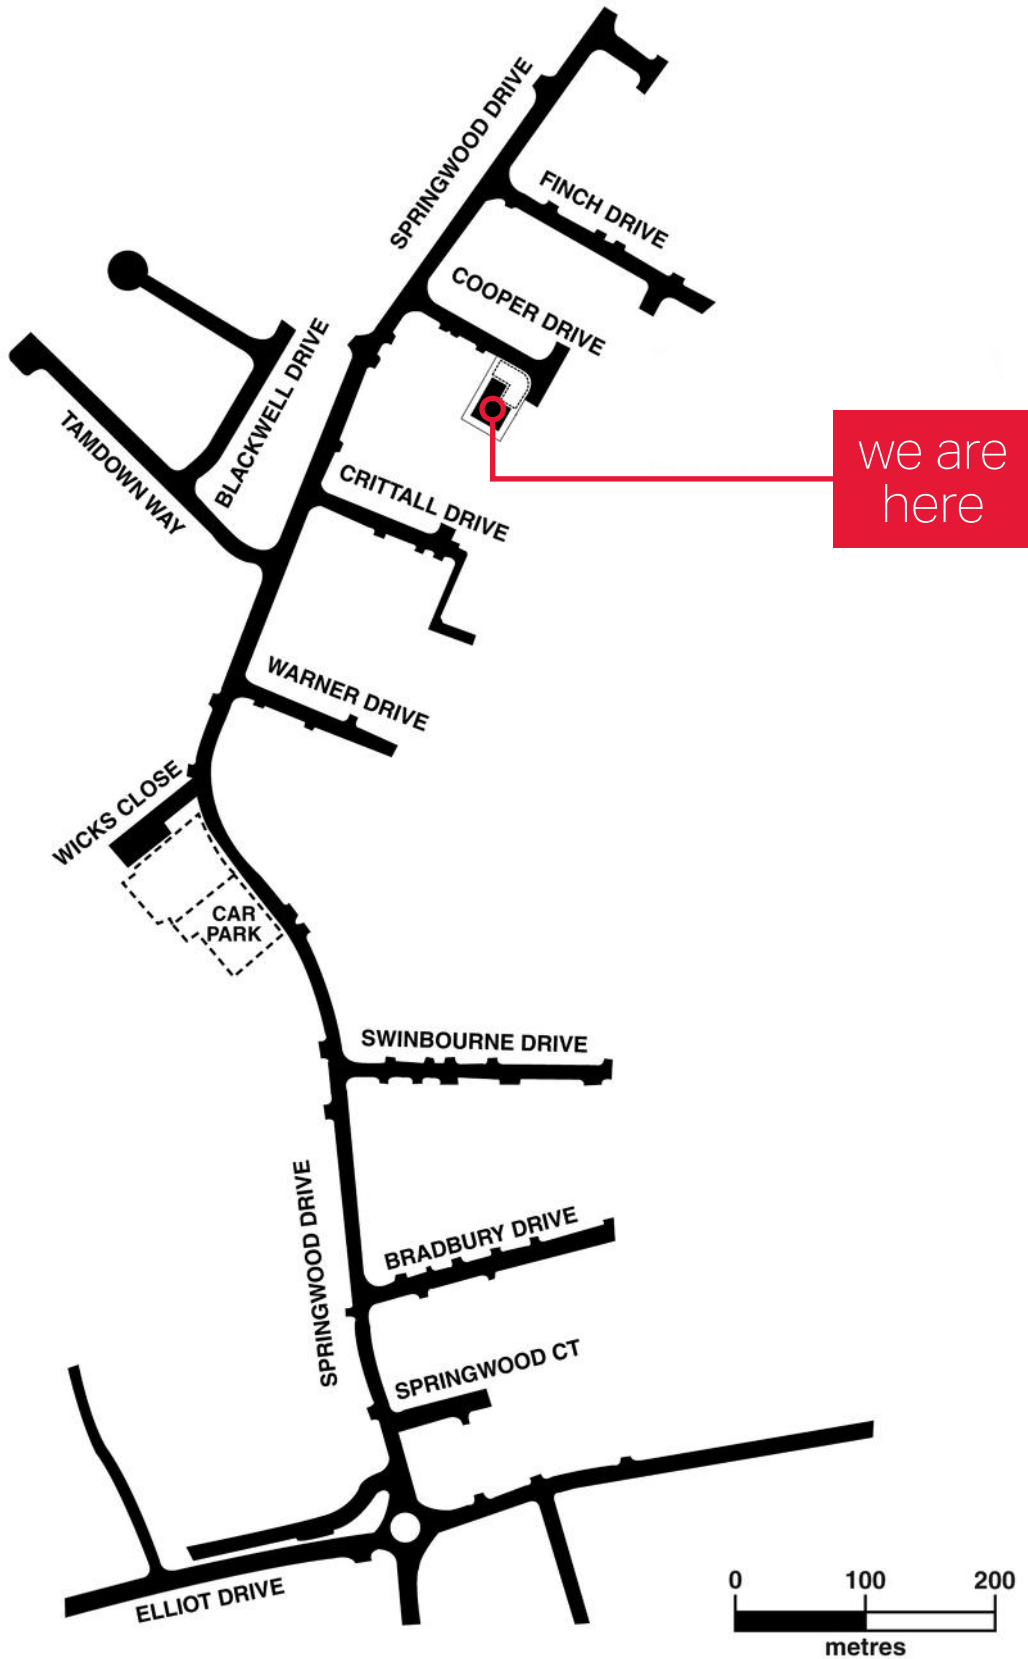 SPRINGWOOD DRIVE
FINCH DRIVE
COOPER DRIVE
BLACKWELL DRIVE
TAMDOWN WAY
we are
here
CRITTALL DRIVE
WARNER DRIVE
WICKS CLOSE
CAR
PARK
SWINBOURNE DRIVE
SPRINGWOOD DRIVE
BRADBURY DRIVE
SPRINGWOOD CT
ELLIOT DRIVE
0 100 200
metres